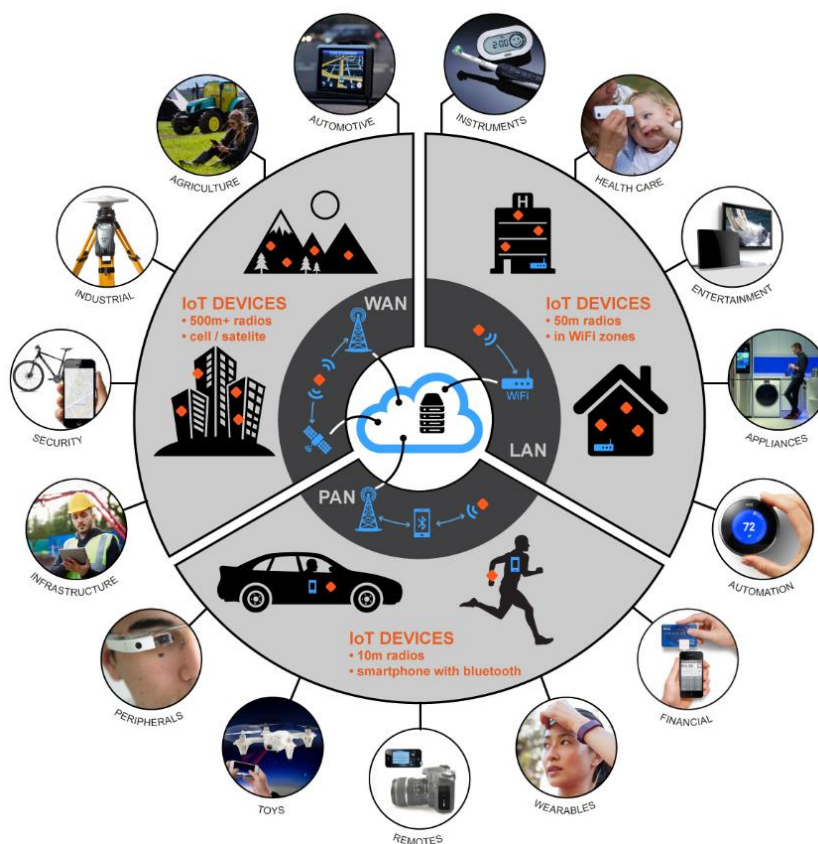 AUTOMOTIVE
INSTRUMENTS
AGRICULTURE
HEALTH CARE
INDUSTRIAL
ENTERTAINMENT
SECURITY
APPLIANCES
INFRASTRUCTURE
AUTOMATION
PERIPHERALS
FINANCIAL
TOYS
WEARABLES
REMOTES
WAN
IoT DEVICES
• 500m+ radios
• cell / satelite
H
IoT DEVICES
• 50m radios
• in WiFI zones
WiFi
LAN
PAN
IoT DEVICES
• 10m radios
• smartphone with bluetooth
2:00
72